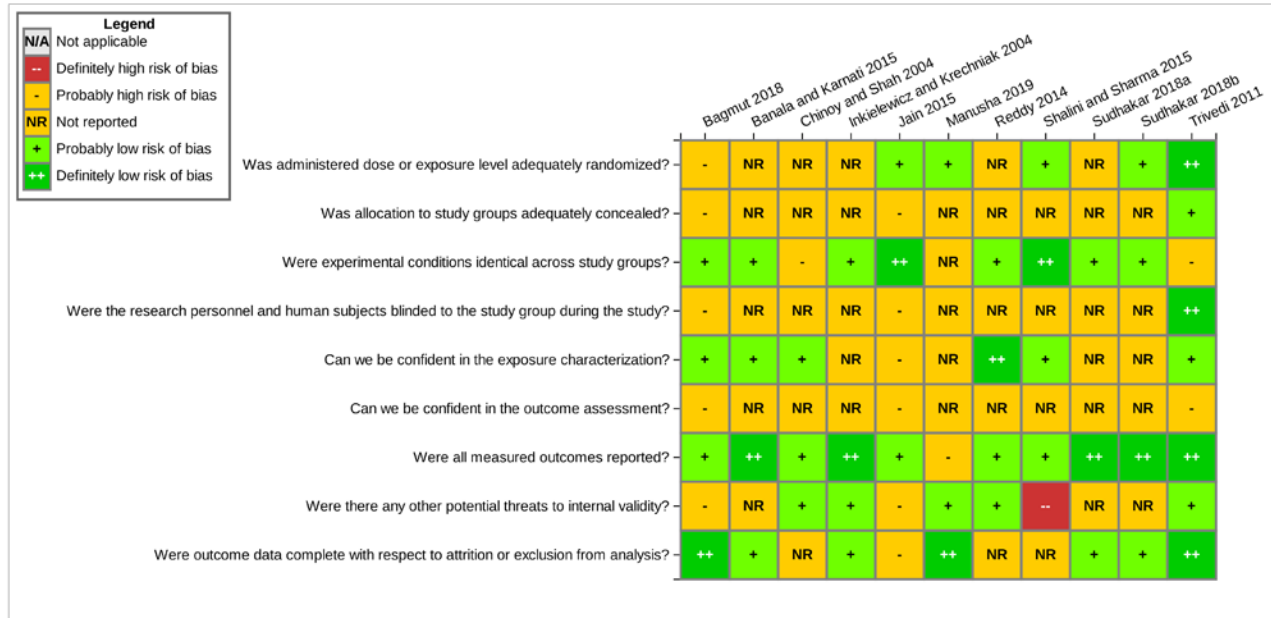 Legend
N/A Not applicable
-- Definitely high risk of bias
- Probably high risk of bias
NR Not reported
+ Probably low risk of bias
++ Definitely low risk of bias
Bagmut 2018
Banala and Karnati 2015
Chinoy and Shah 2004
Inkielewicz and Krechniak 2004
Jain 2015
Manusha 2019
Reddy 2014
Shalini and Sharma 2015
Sudhakar 2018a
Sudhakar 2018b
Trivedi 2011
Was administered dose or exposure level adequately randomized? - NR NR NR + + NR + NR + ++
Was allocation to study groups adequately concealed? - NR NR NR - NR NR NR NR NR +
Were experimental conditions identical across study groups? + + - + ++ NR + ++ + + -
Were the research personnel and human subjects blinded to the study group during the study? - NR NR NR - NR NR NR NR NR ++
Can we be confident in the exposure characterization? + + + NR - NR ++ + NR NR +
Can we be confident in the outcome assessment? - NR NR NR - NR NR NR NR NR -
Were all measured outcomes reported? + ++ + ++ + - + + ++ ++ ++
Were there any other potential threats to internal validity? - NR + + - + + -- NR NR +
Were outcome data complete with respect to attrition or exclusion from analysis? ++ + NR + - ++ NR NR + + ++